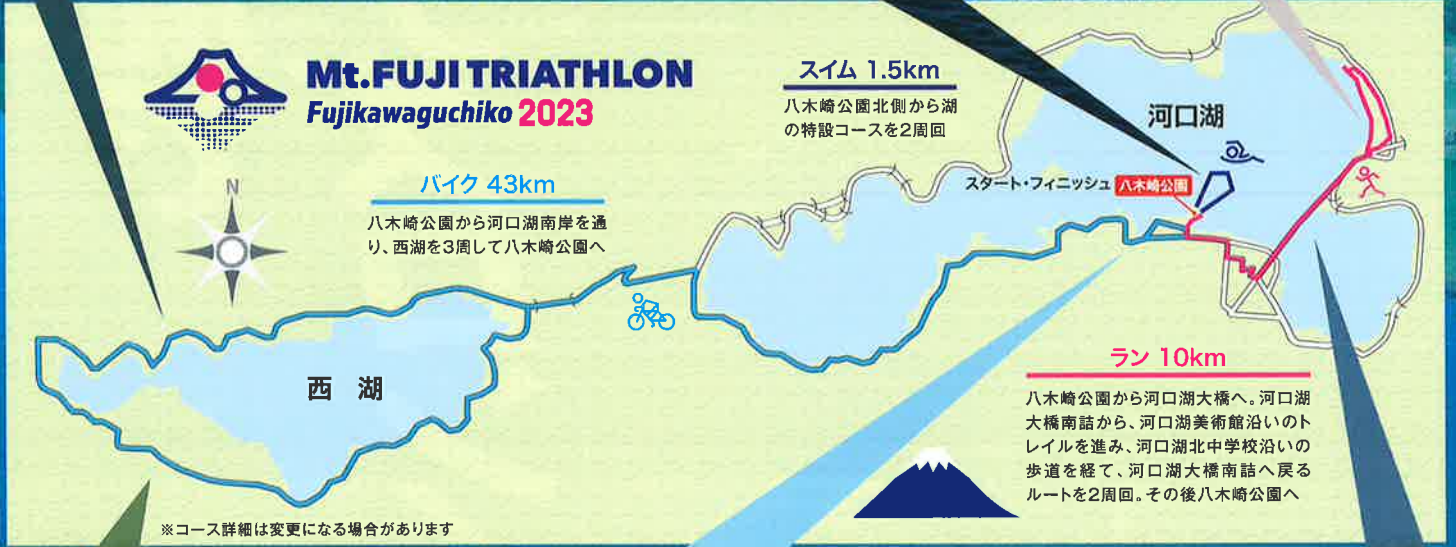 Mt.FUJI TRIATHLON
Fujikawaguchiko 2023
スイム 1.5km
八木崎公園北側から湖
の特設コースを2周回
河口湖
スタート・フィニッシュ 八木崎公園
N
バイク 43km
八木崎公園から河口湖南岸を通
り、西湖を3周して八木崎公園へ
西 湖
ラン 10km
八木崎公園から河口湖大橋へ。河口湖
大橋南詰から、河口湖美術館沿いのト
レイルを進み、河口湖北中学校沿いの
歩道を経て、河口湖大橋南詰へ戻る
ルートを2周回。その後八木崎公園へ
※コース詳細は変更になる場合があります